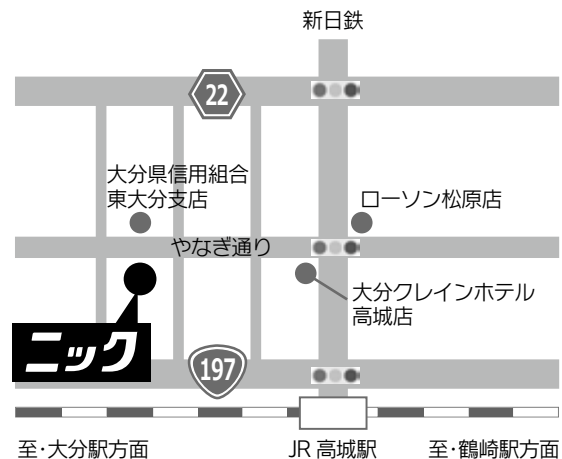 新日鉄
22
大分県信用組合
東大分支店
ローソン松原店
やなぎ通り
大分クレインホテル
高城店
ニック
197
至・大分駅方面
JR 高城駅
至・鶴崎駅方面